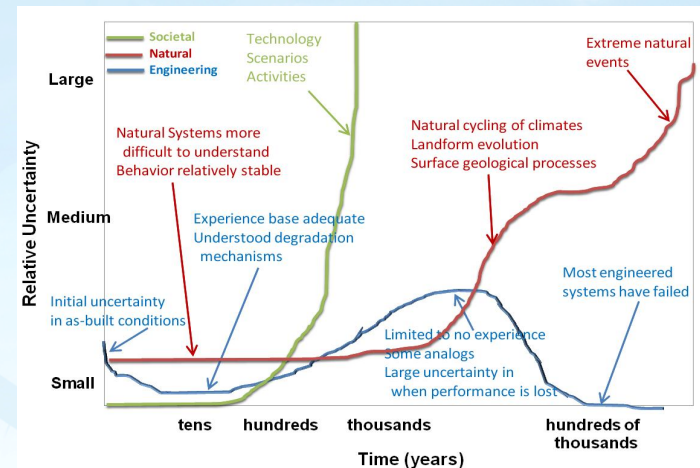 Societal
Natural
Engineering
Technology
Scenarios
Activities
Extreme natural
events
Large
Natural Systems more
difficult to understand
Behavior relatively stable
Natural cycling of climates
Landform evolution
Surface geological processes
Relative Uncertainty
Medium
Experience base adequate
Understood degradation
mechanisms
Most engineered
systems have failed
Initial uncertainty
in as-built conditions
Limited to no experience
Some analogs
Large uncertainty in
when performance is lost
Small
tens
hundreds
thousands
hundreds of
thousands
Time (years)